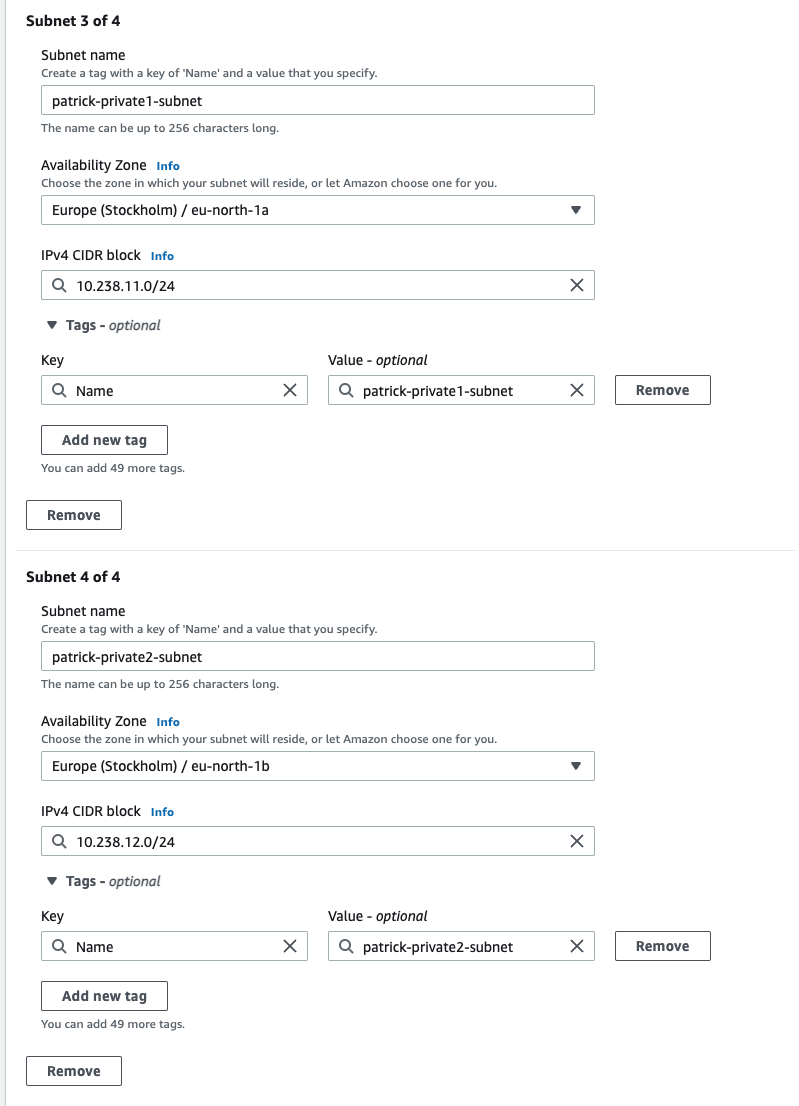 Subnet 3 of 4
Subnet name
Create a tag with a key of 'Name' and a value that you specify.
patrick-private1-subnet
The name can be up to 256 characters long.
Availability Zone Info
Choose the zone in which your subnet will reside, or let Amazon choose one for you.
Europe (Stockholm) / eu-north-1a
IPv4 CIDR block Info
10.238.11.0/24
Tags - optional
Key Value - optional
Name patrick-private1-subnet Remove
Add new tag
You can add 49 more tags.
Remove
Subnet 4 of 4
Subnet name
Create a tag with a key of 'Name' and a value that you specify.
patrick-private2-subnet
The name can be up to 256 characters long.
Availability Zone Info
Choose the zone in which your subnet will reside, or let Amazon choose one for you.
Europe (Stockholm) / eu-north-1b
IPv4 CIDR block Info
10.238.12.0/24
Tags - optional
Key Value - optional
Name patrick-private2-subnet Remove
Add new tag
You can add 49 more tags.
Remove